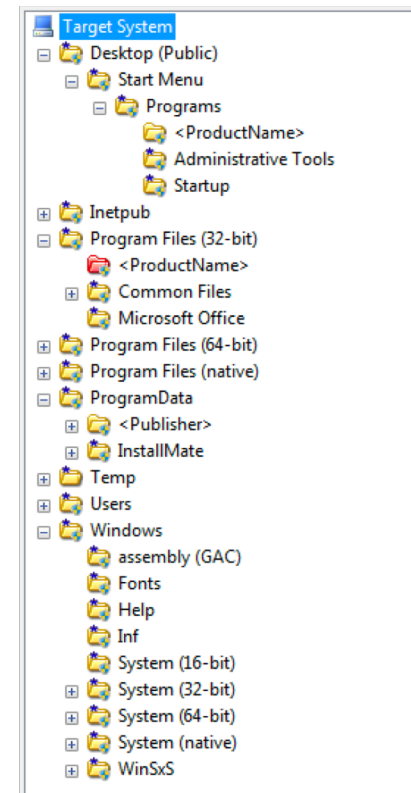 Target System
Desktop (Public)
Start Menu
Programs
<ProductName>
Administrative Tools
Startup
Inetpub
Program Files (32-bit)
<ProductName>
Common Files
Microsoft Office
Program Files (64-bit)
Program Files (native)
ProgramData
<Publisher>
InstallMate
Temp
Users
Windows
assembly (GAC)
Fonts
Help
Inf
System (16-bit)
System (32-bit)
System (64-bit)
System (native)
WinSxS